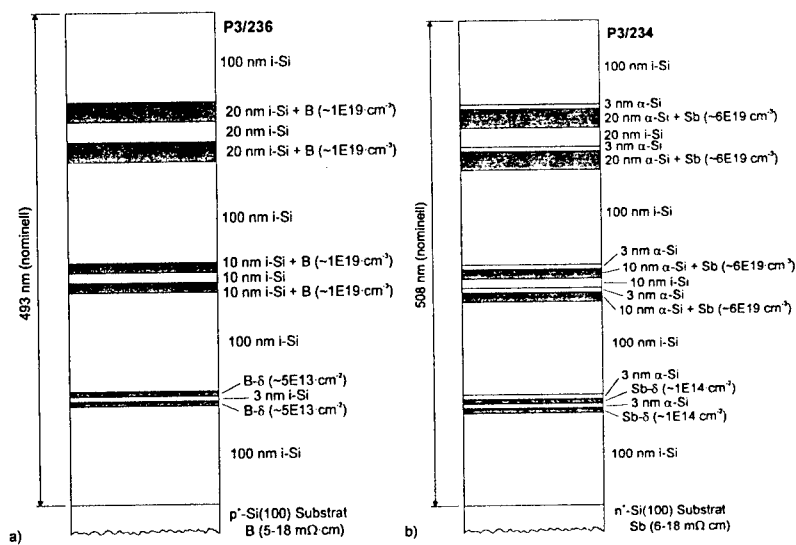 P3/236
100 nm i-Si
20 nm i-Si + B (~1E19·cm⁻³)
20 nm i-Si
20 nm i-Si + B (~1E19·cm⁻³)
100 nm i-Si
10 nm i-Si + B (~1E19·cm⁻³)
10 nm i-Si
10 nm i-Si + B (~1E19·cm⁻³)
100 nm i-Si
B-δ (~5E13·cm⁻²)
3 nm i-Si
B-δ (~5E13·cm⁻²)
100 nm i-Si
p⁺-Si(100) Substrat
B (5-18 mΩ·cm)
493 nm (nominell)
a)
P3/234
100 nm i-Si
3 nm α-Si
20 nm α-Si + Sb (~6E19 cm⁻³)
20 nm i-Si
3 nm α-Si
20 nm α-Si + Sb (~6E19 cm⁻³)
100 nm i-Si
3 nm α-Si
10 nm α-Si + Sb (~6E19·cm⁻³)
10 nm i-Si
3 nm α-Si
10 nm α-Si + Sb (~6E19 cm⁻³)
100 nm i-Si
3 nm α-Si
Sb-δ (~1E14 cm⁻²)
3 nm α-Si
Sb-δ (~1E14 cm⁻²)
100 nm i-Si
n⁺-Si(100) Substrat
Sb (6-18 mΩ cm)
508 nm (nominell)
b)